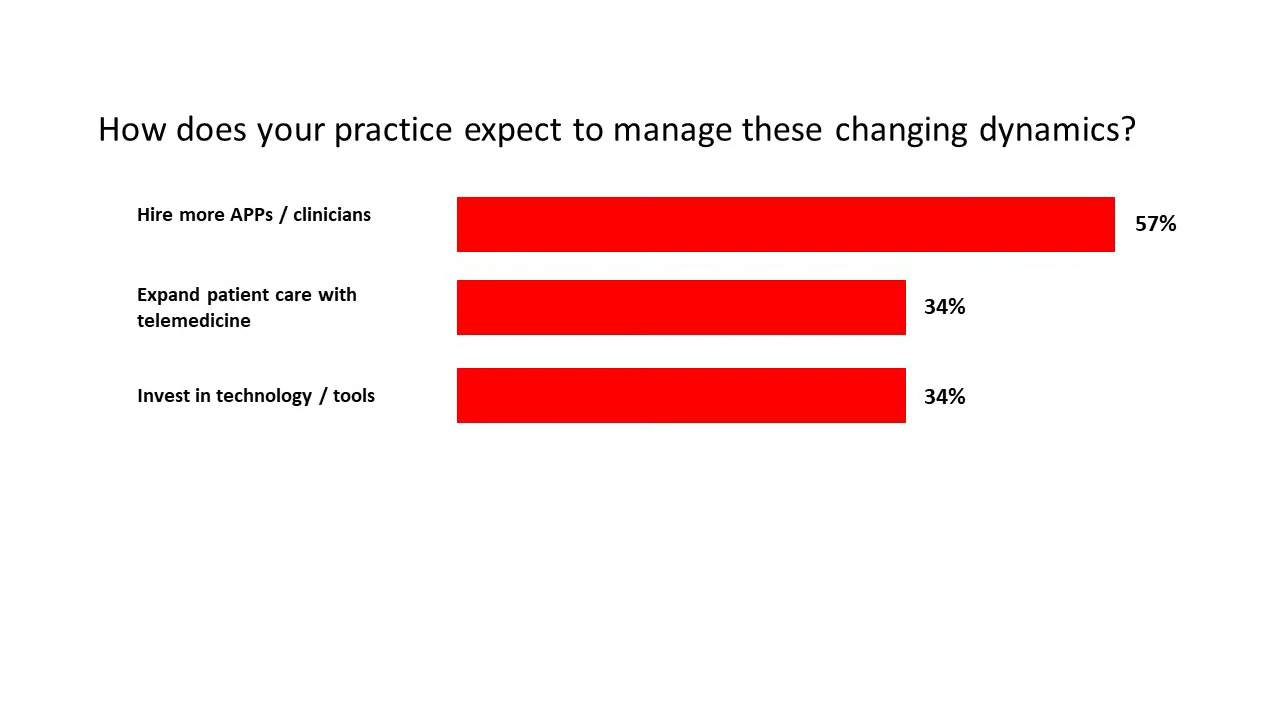 How does your practice expect to manage these changing dynamics?
Hire more APPs / clinicians
57%
Expand patient care with
telemedicine
34%
Invest in technology / tools
34%